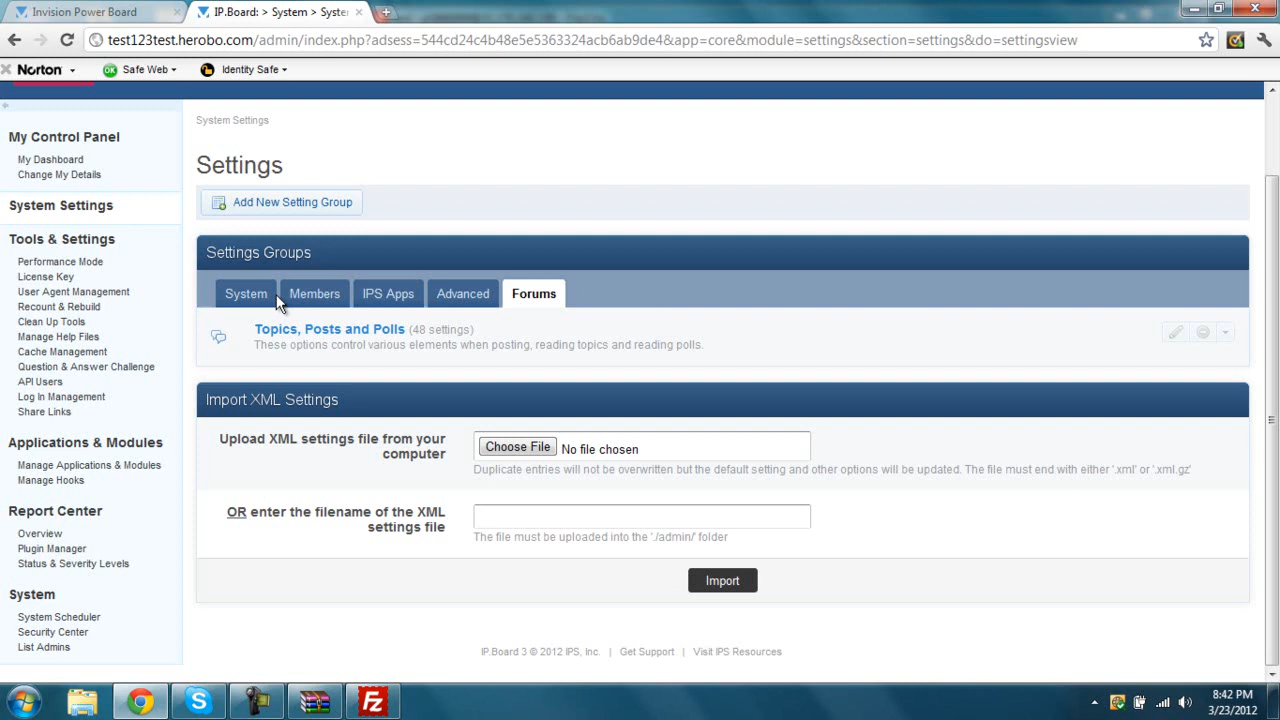 Invision Power Board
IP.Board: > System > Syster
test123test.herobo.com/admin/index.php?adsess=544cd24c4b48e5e5363324acb6ab9de4&app=core&module=settings&section=settings&do=settingsview
Norton
OK Safe Web
Identity Safe
My Control Panel
My Dashboard
Change My Details
System Settings
Tools & Settings
Performance Mode
License Key
User Agent Management
Recount & Rebuild
Clean Up Tools
Manage Help Files
Cache Management
Question & Answer Challenge
API Users
Log In Management
Share Links
Applications & Modules
Manage Applications & Modules
Manage Hooks
Report Center
Overview
Plugin Manager
Status & Severity Levels
System
System Scheduler
Security Center
List Admins
System Settings
Settings
Add New Setting Group
Settings Groups
System
Members
IPS Apps
Advanced
Forums
Topics, Posts and Polls (48 settings)
These options control various elements when posting, reading topics and reading polls.
Import XML Settings
Upload XML settings file from your
computer
Choose File No file chosen
Duplicate entries will not be overwritten but the default setting and other options will be updated. The file must end with either '.xml' or '.xml.gz'
OR enter the filename of the XML
settings file
The file must be uploaded into the './admin/' folder
Import
IP.Board 3 © 2012 IPS, Inc. | Get Support | Visit IPS Resources
8:42 PM
3/23/2012